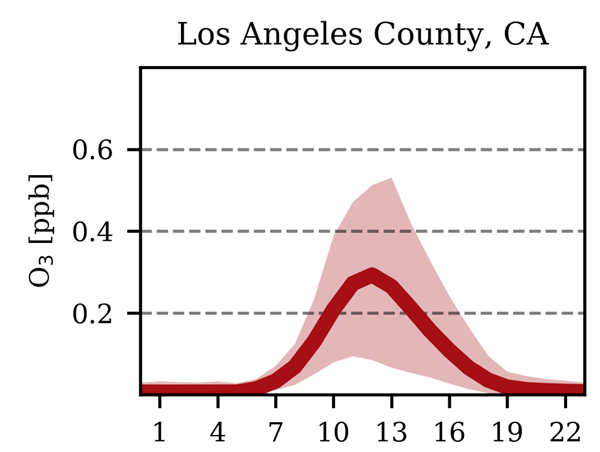 Los Angeles County, CA
O₃ [ppb]
0.6
0.4
0.2
1 4 7 10 13 16 19 22